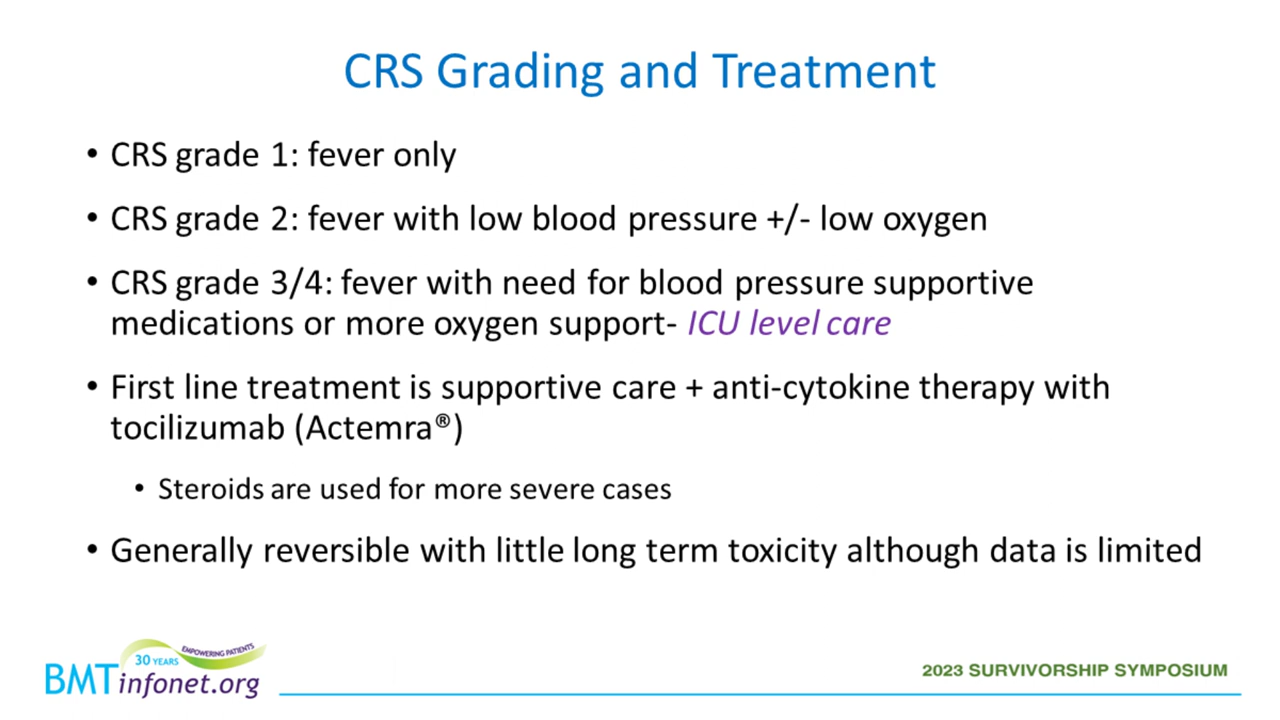 CRS Grading and Treatment
• CRS grade 1: fever only
• CRS grade 2: fever with low blood pressure +/- low oxygen
• CRS grade 3/4: fever with need for blood pressure supportive
medications or more oxygen support- ICU level care
• First line treatment is supportive care + anti-cytokine therapy with
tocilizumab (Actemra®)
• Steroids are used for more severe cases
• Generally reversible with little long term toxicity although data is limited
30 YEARS
EMPOWERING PATIENTS
BMTinfonet.org
2023 SURVIVORSHIP SYMPOSIUM